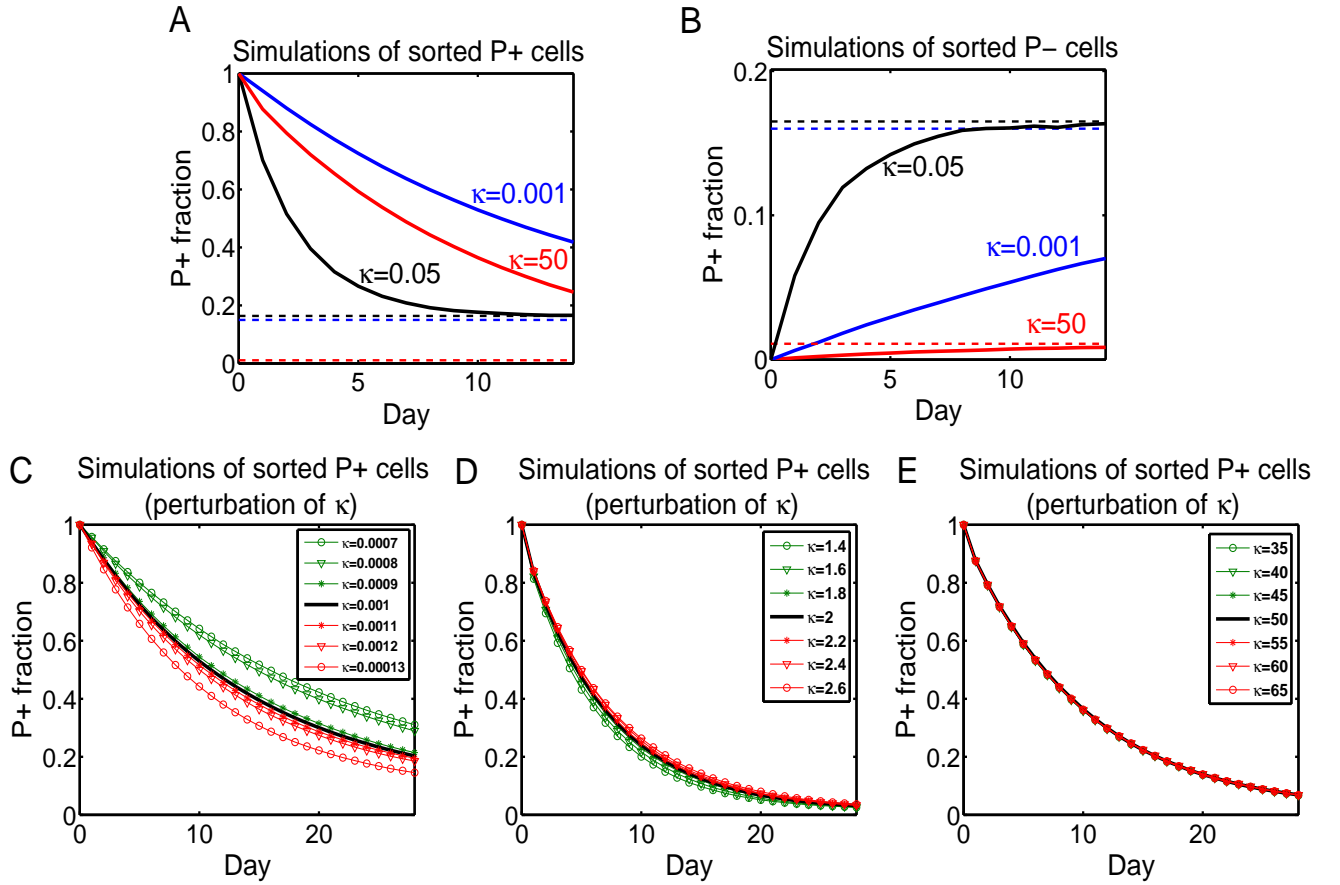 A
Simulations of sorted P+ cells
1
0.8
0.6
0.4
0.2
0
0
5
10
P+ fraction
Day
κ=0.001
κ=50
κ=0.05
B
Simulations of sorted P− cells
0.2
0.1
0
0
5
10
P+ fraction
Day
κ=0.05
κ=0.001
κ=50
C
Simulations of sorted P+ cells
(perturbation of κ)
1
0.8
0.6
0.4
0.2
0
0
10
20
P+ fraction
Day
κ=0.0007
κ=0.0008
κ=0.0009
κ=0.001
κ=0.0011
κ=0.0012
κ=0.00013
D
Simulations of sorted P+ cells
(perturbation of κ)
1
0.8
0.6
0.4
0.2
0
0
10
20
P+ fraction
Day
κ=1.4
κ=1.6
κ=1.8
κ=2
κ=2.2
κ=2.4
κ=2.6
E
Simulations of sorted P+ cells
(perturbation of κ)
1
0.8
0.6
0.4
0.2
0
0
10
20
P+ fraction
Day
κ=35
κ=40
κ=45
κ=50
κ=55
κ=60
κ=65